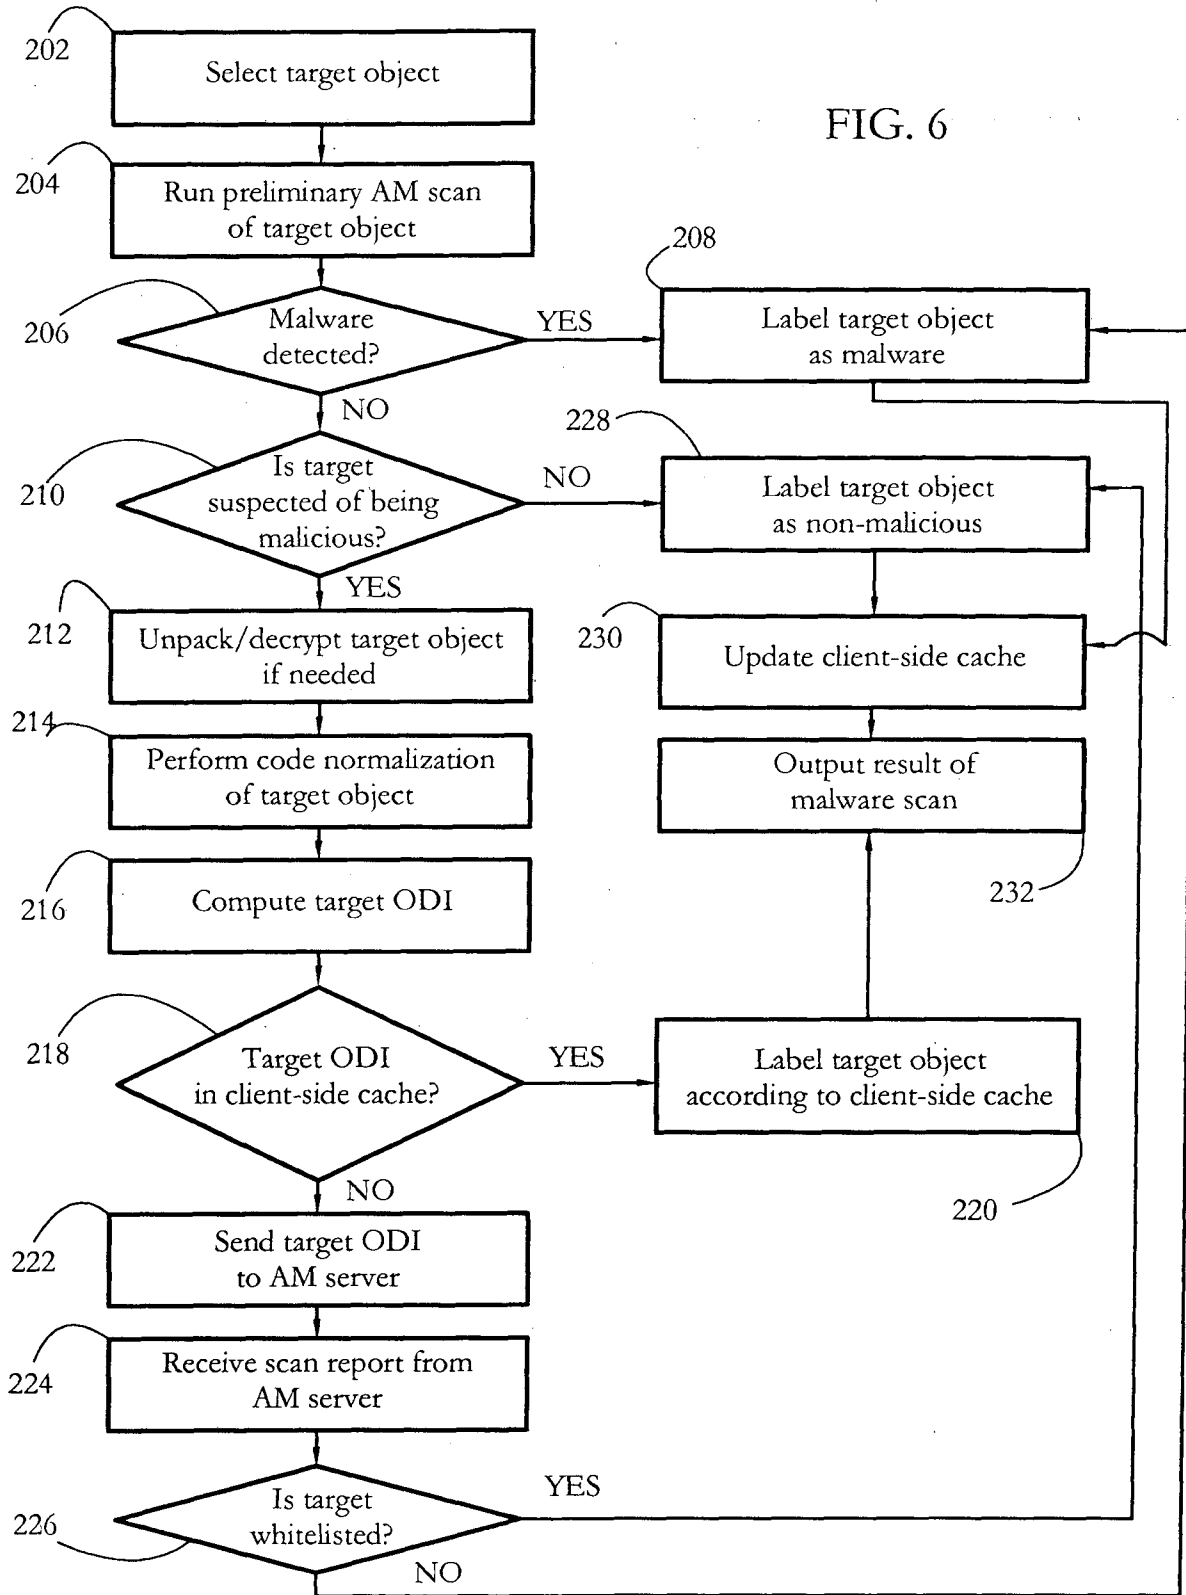 202
Select target object
FIG. 6
204
Run preliminary AM scan
of target object
208
206
Malware
detected?
YES
Label target object
as malware
NO
228
210
Is target
suspected of being
malicious?
NO
Label target object
as non-malicious
YES
212
Unpack/decrypt target object
if needed
230
Update client-side cache
214
Perform code normalization
of target object
Output result of
malware scan
216
Compute target ODI
232
218
Target ODI
in client-side cache?
YES
Label target object
according to client-side cache
NO
220
222
Send target ODI
to AM server
224
Receive scan report from
AM server
226
Is target
whitelisted?
YES
NO